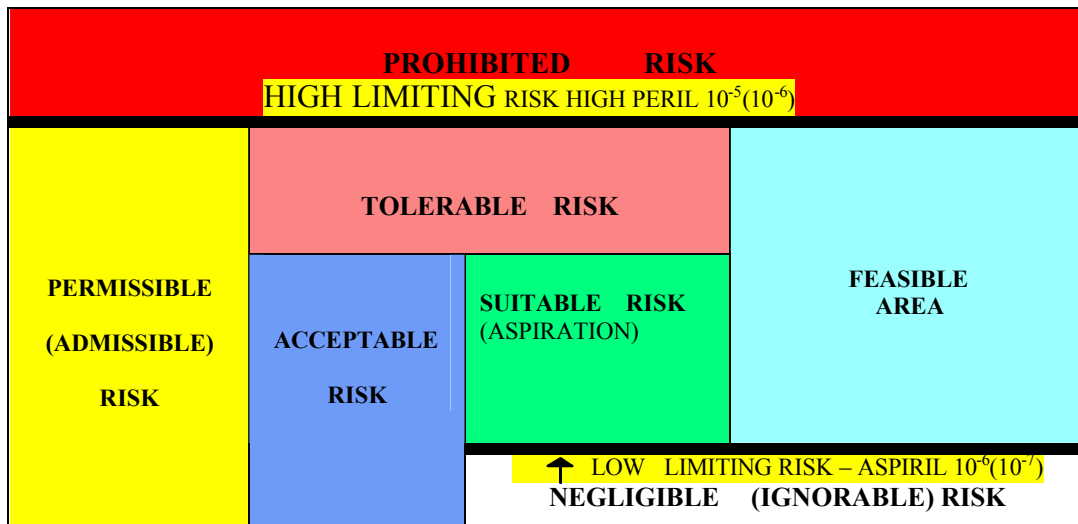 PROHIBITED RISK
HIGH LIMITING RISK HIGH PERIL 10⁻⁵(10⁻⁶)
TOLERABLE RISK
PERMISSIBLE
(ADMISSIBLE)
RISK
ACCEPTABLE
RISK
SUITABLE RISK
(ASPIRATION)
FEASIBLE
AREA
↑ LOW LIMITING RISK – ASPIRIL 10⁻⁶(10⁻⁷)
NEGLIGIBLE (IGNORABLE) RISK